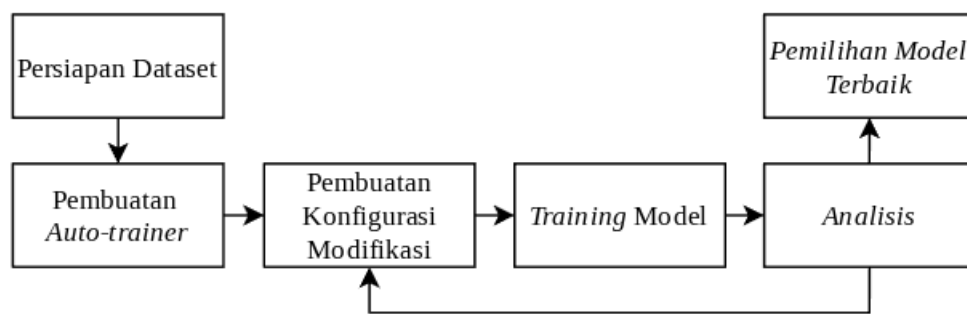 Persiapan Dataset
Pemilihan Model
Terbaik
Pembuatan
Auto-trainer
Pembuatan
Konfigurasi
Modifikasi
Training Model
Analisis